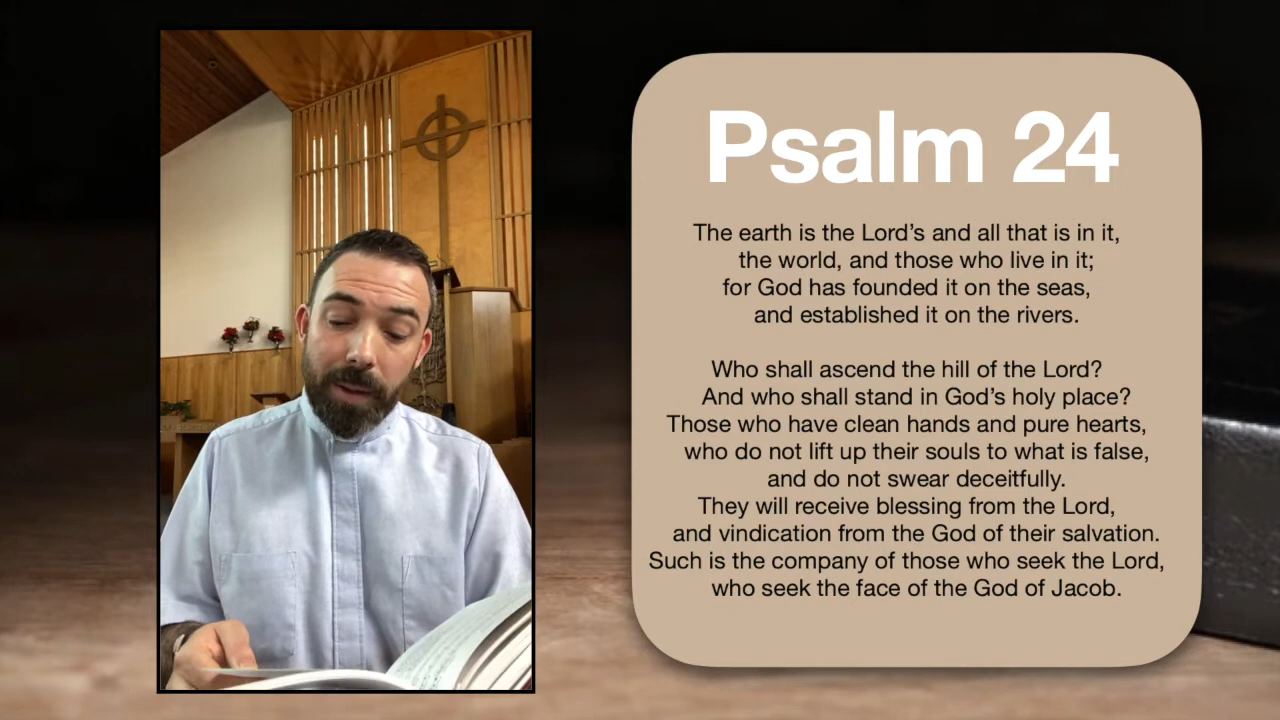 Psalm 24
The earth is the Lord’s and all that is in it,
the world, and those who live in it;
for God has founded it on the seas,
and established it on the rivers.
Who shall ascend the hill of the Lord?
And who shall stand in God’s holy place?
Those who have clean hands and pure hearts,
who do not lift up their souls to what is false,
and do not swear deceitfully.
They will receive blessing from the Lord,
and vindication from the God of their salvation.
Such is the company of those who seek the Lord,
who seek the face of the God of Jacob.